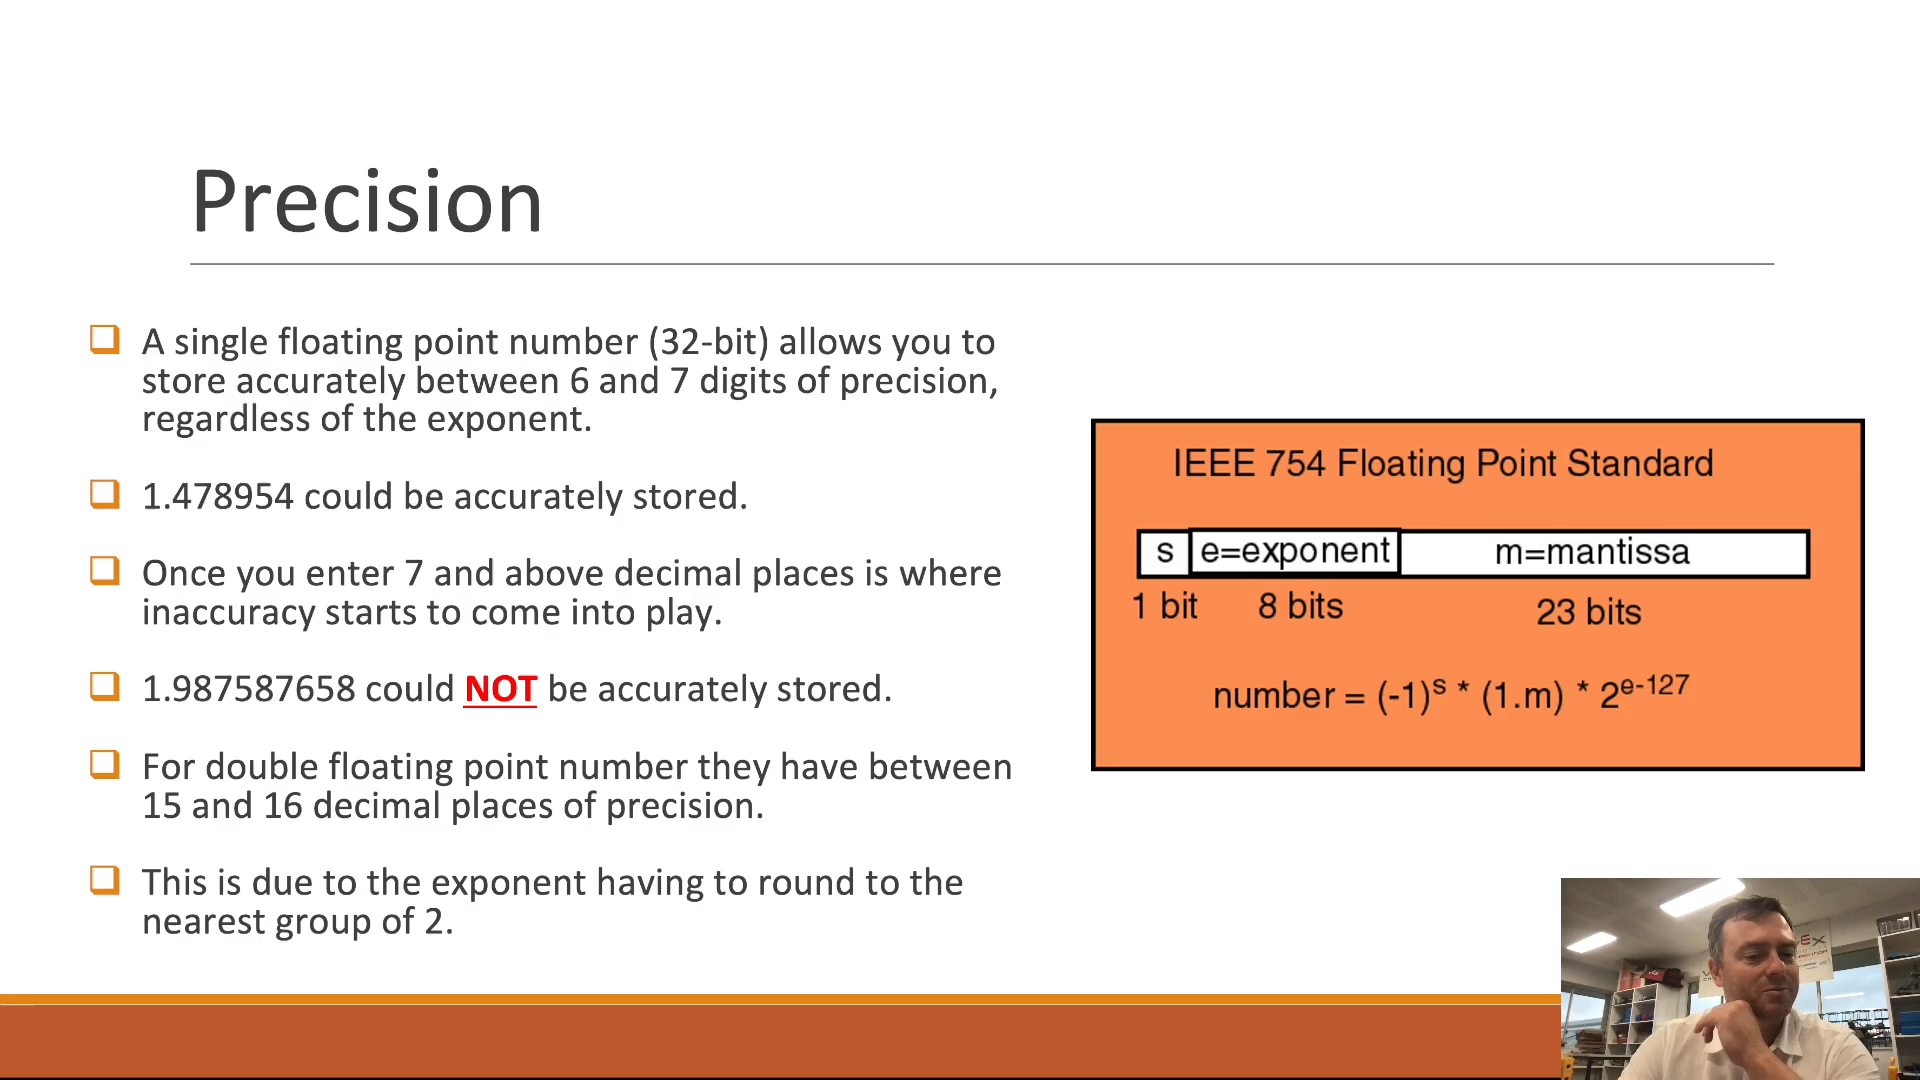 Precision
A single floating point number (32-bit) allows you to
store accurately between 6 and 7 digits of precision,
regardless of the exponent.
1.478954 could be accurately stored.
Once you enter 7 and above decimal places is where
inaccuracy starts to come into play.
1.987587658 could NOT be accurately stored.
For double floating point number they have between
15 and 16 decimal places of precision.
This is due to the exponent having to round to the
nearest group of 2.
IEEE 754 Floating Point Standard
s e=exponent m=mantissa
1 bit 8 bits 23 bits
number = (-1)^s * (1.m) * 2^e-127